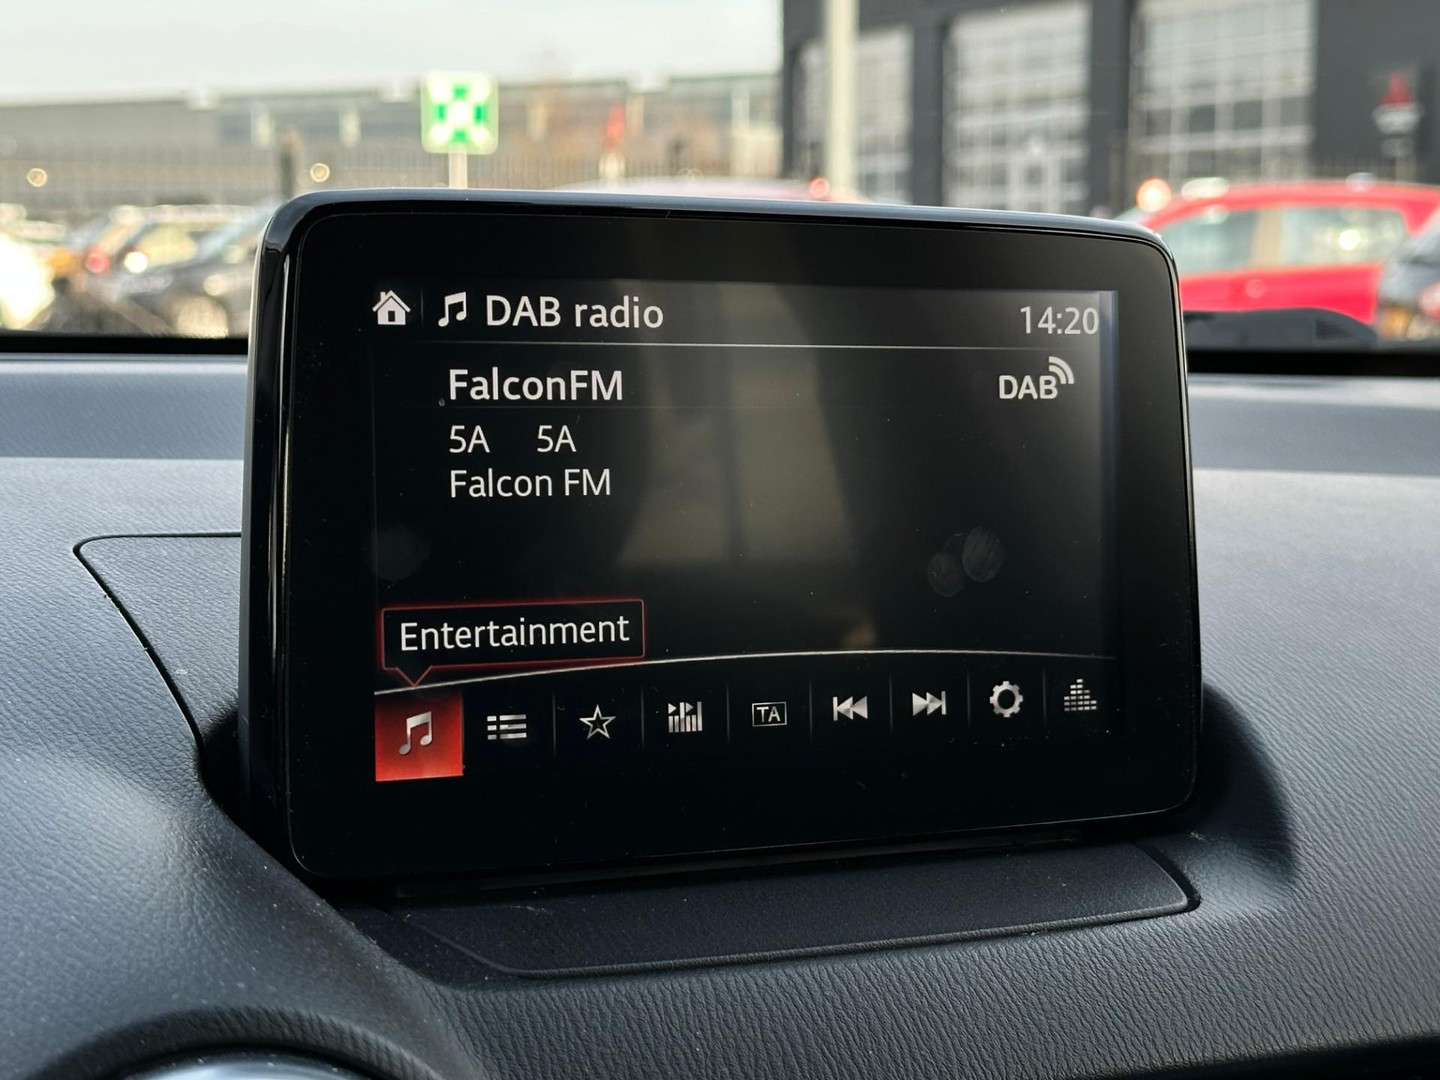 DAB radio 14:20
FalconFM DAB
5A 5A
Falcon FM
Entertainment
TA